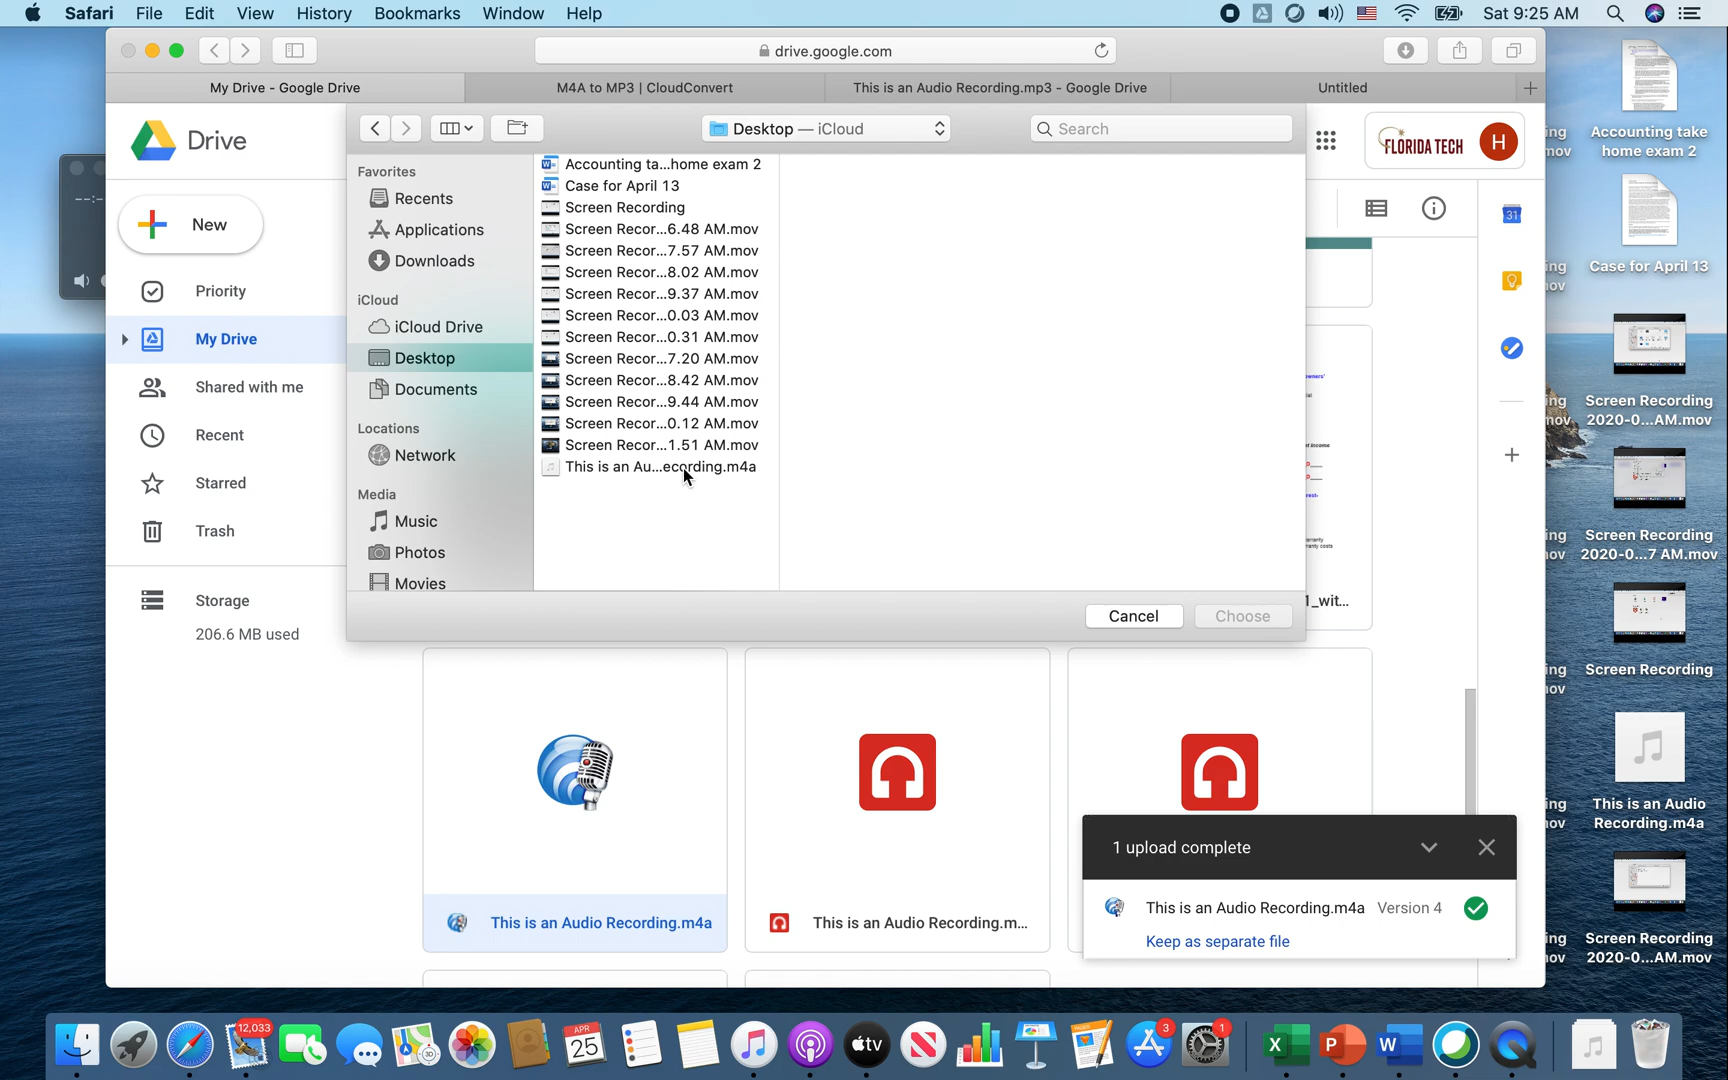 Safari File Edit View History Bookmarks Window Help
Sat 9:25 AM
drive.google.com
My Drive - Google Drive
M4A to MP3 | CloudConvert
This is an Audio Recording.mp3 - Google Drive
Untitled
Drive
Desktop — iCloud
Search
FLORIDA TECH
H
New
Priority
My Drive
Shared with me
Recent
Starred
Trash
Storage
206.6 MB used
Favorites
Recents
Applications
Downloads
iCloud
iCloud Drive
Desktop
Documents
Locations
Network
Media
Music
Photos
Movies
Accounting ta...home exam 2
Case for April 13
Screen Recording
Screen Recor...6.48 AM.mov
Screen Recor...7.57 AM.mov
Screen Recor...8.02 AM.mov
Screen Recor...9.37 AM.mov
Screen Recor...0.03 AM.mov
Screen Recor...0.31 AM.mov
Screen Recor...7.20 AM.mov
Screen Recor...8.42 AM.mov
Screen Recor...9.44 AM.mov
Screen Recor...0.12 AM.mov
Screen Recor...1.51 AM.mov
This is an Au...ecording.m4a
Cancel
Choose
31
1_wit...
This is an Audio Recording.m4a
This is an Audio Recording.m...
1 upload complete
This is an Audio Recording.m4a Version 4
Keep as separate file
Accounting take
home exam 2
Case for April 13
Screen Recording
2020-0...AM.mov
Screen Recording
2020-0...7 AM.mov
Screen Recording
This is an Audio
Recording.m4a
Screen Recording
2020-0...AM.mov
12,033
APR
25
tv
3
1
X
P
W